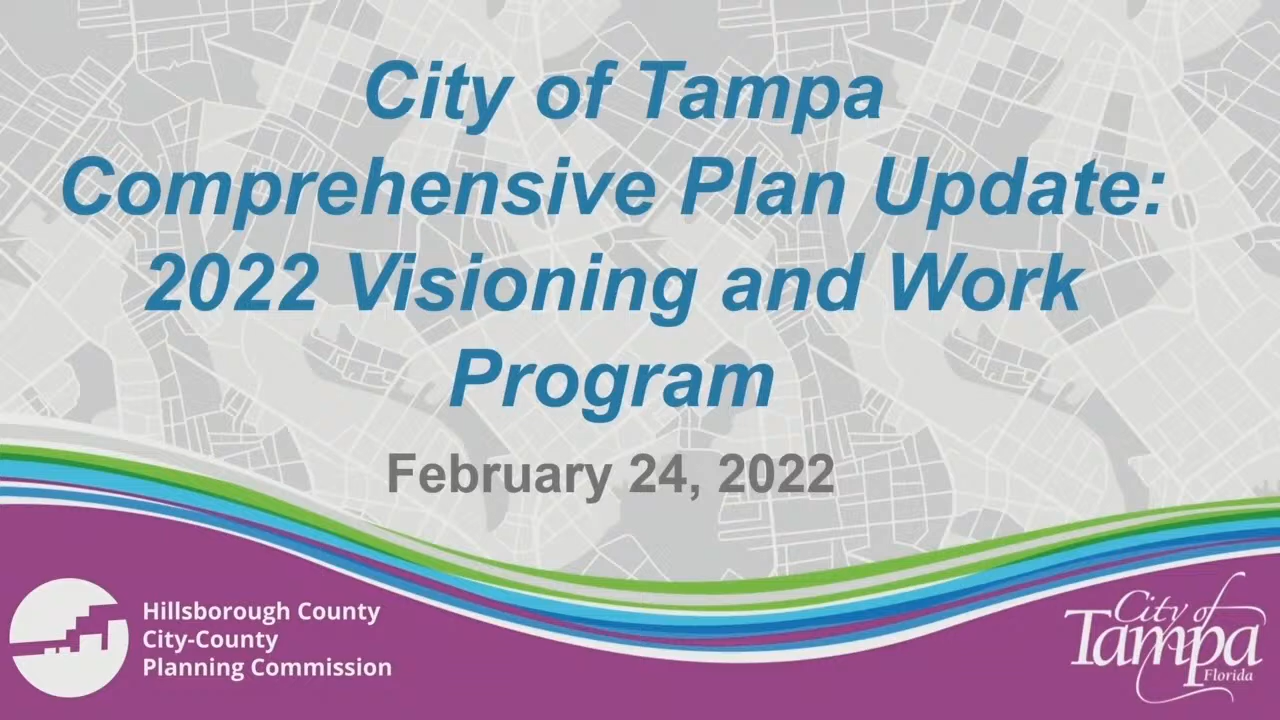 City of Tampa
Comprehensive Plan Update:
2022 Visioning and Work
Program
February 24, 2022
Hillsborough County
City-County
Planning Commission
City of
Tampa
Florida